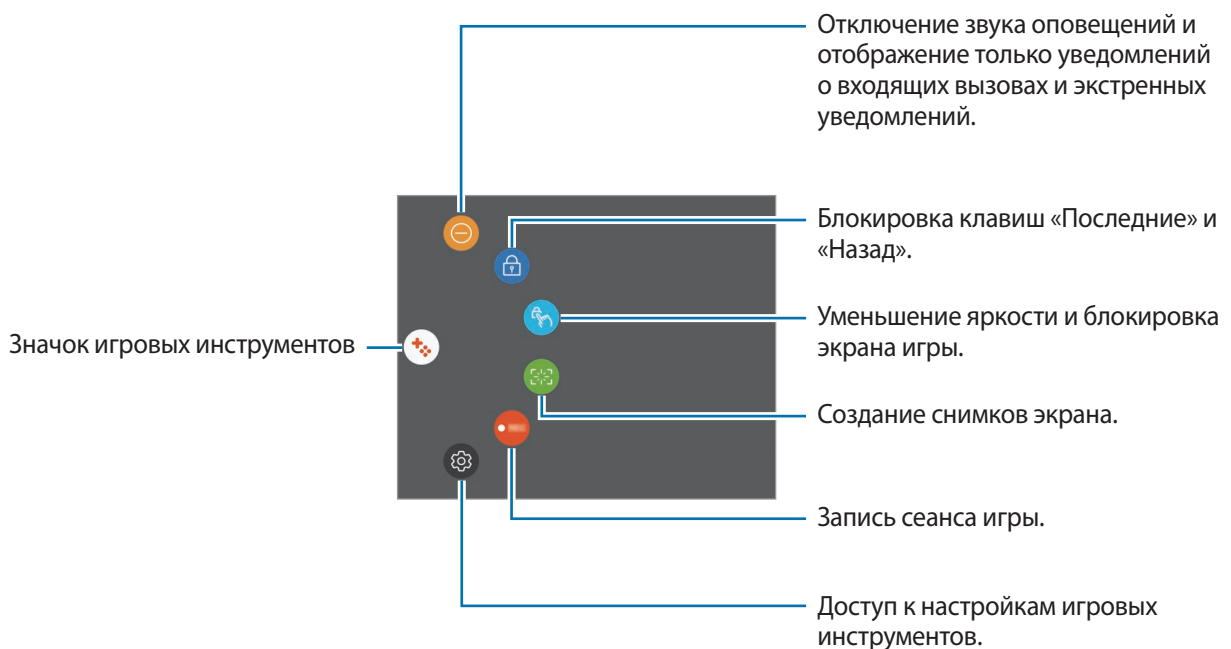 Отключение звука оповещений и
отображение только уведомлений
о входящих вызовах и экстренных
уведомлений.
Блокировка клавиш «Последние» и
«Назад».
Уменьшение яркости и блокировка
экрана игры.
Значок игровых инструментов
Создание снимков экрана.
Запись сеанса игры.
Доступ к настройкам игровых
инструментов.